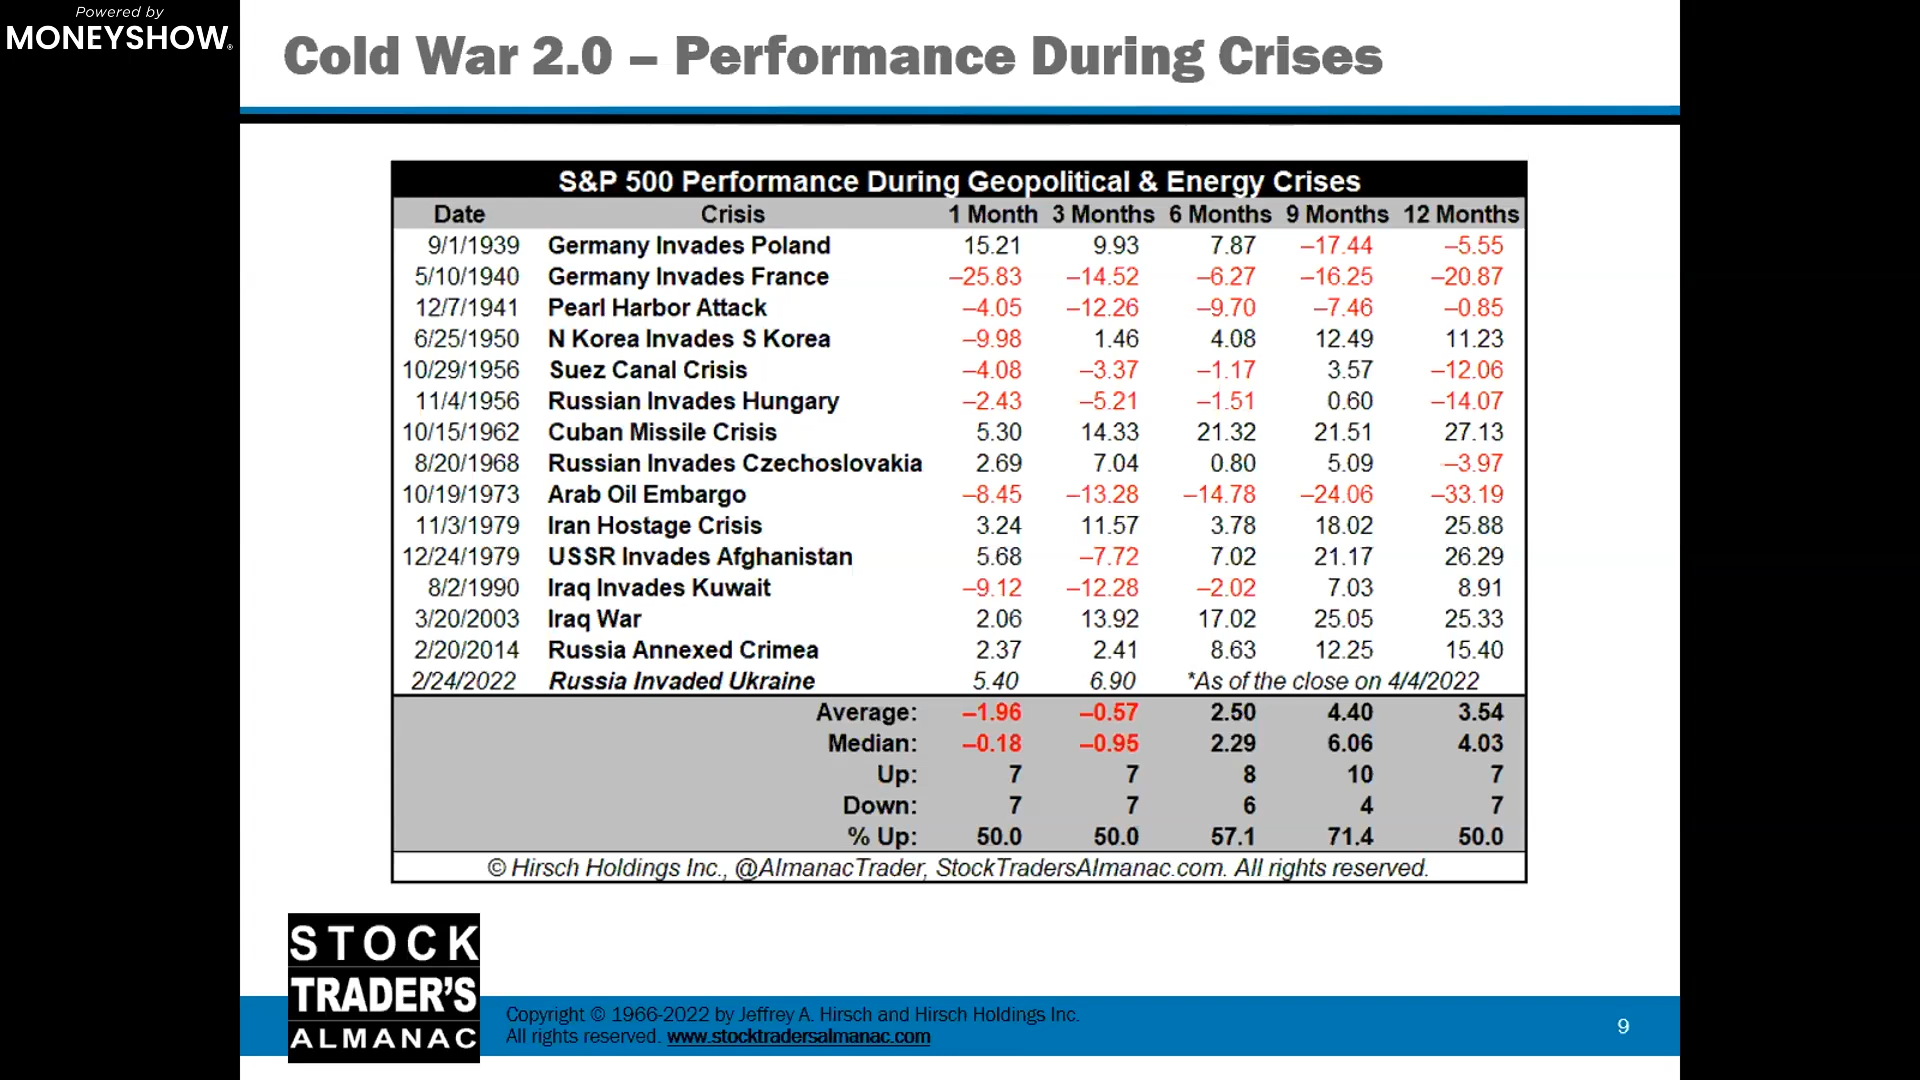 Powered by
MONEYSHOW®
Cold War 2.0 – Performance During Crises
S&P 500 Performance During Geopolitical & Energy Crises
Date Crisis 1 Month 3 Months 6 Months 9 Months 12 Months
9/1/1939 Germany Invades Poland 15.21 9.93 7.87 –17.44 –5.55
5/10/1940 Germany Invades France –25.83 –14.52 –6.27 –16.25 –20.87
12/7/1941 Pearl Harbor Attack –4.05 –12.26 –9.70 –7.46 –0.85
6/25/1950 N Korea Invades S Korea –9.98 1.46 4.08 12.49 11.23
10/29/1956 Suez Canal Crisis –4.08 –3.37 –1.17 3.57 –12.06
11/4/1956 Russian Invades Hungary –2.43 –5.21 –1.51 0.60 –14.07
10/15/1962 Cuban Missile Crisis 5.30 14.33 21.32 21.51 27.13
8/20/1968 Russian Invades Czechoslovakia 2.69 7.04 0.80 5.09 –3.97
10/19/1973 Arab Oil Embargo –8.45 –13.28 –14.78 –24.06 –33.19
11/3/1979 Iran Hostage Crisis 3.24 11.57 3.78 18.02 25.88
12/24/1979 USSR Invades Afghanistan 5.68 –7.72 7.02 21.17 26.29
8/2/1990 Iraq Invades Kuwait –9.12 –12.28 –2.02 7.03 8.91
3/20/2003 Iraq War 2.06 13.92 17.02 25.05 25.33
2/20/2014 Russia Annexed Crimea 2.37 2.41 8.63 12.25 15.40
2/24/2022 Russia Invaded Ukraine 5.40 6.90 *As of the close on 4/4/2022
Average: –1.96 –0.57 2.50 4.40 3.54
Median: –0.18 –0.95 2.29 6.06 4.03
Up: 7 7 8 10 7
Down: 7 7 6 4 7
% Up: 50.0 50.0 57.1 71.4 50.0
© Hirsch Holdings Inc., @AlmanacTrader, StockTradersAlmanac.com. All rights reserved.
STOCK
TRADER'S
ALMANAC
Copyright © 1966-2022 by Jeffrey A. Hirsch and Hirsch Holdings Inc.
All rights reserved. www.stocktradersalmanac.com
9